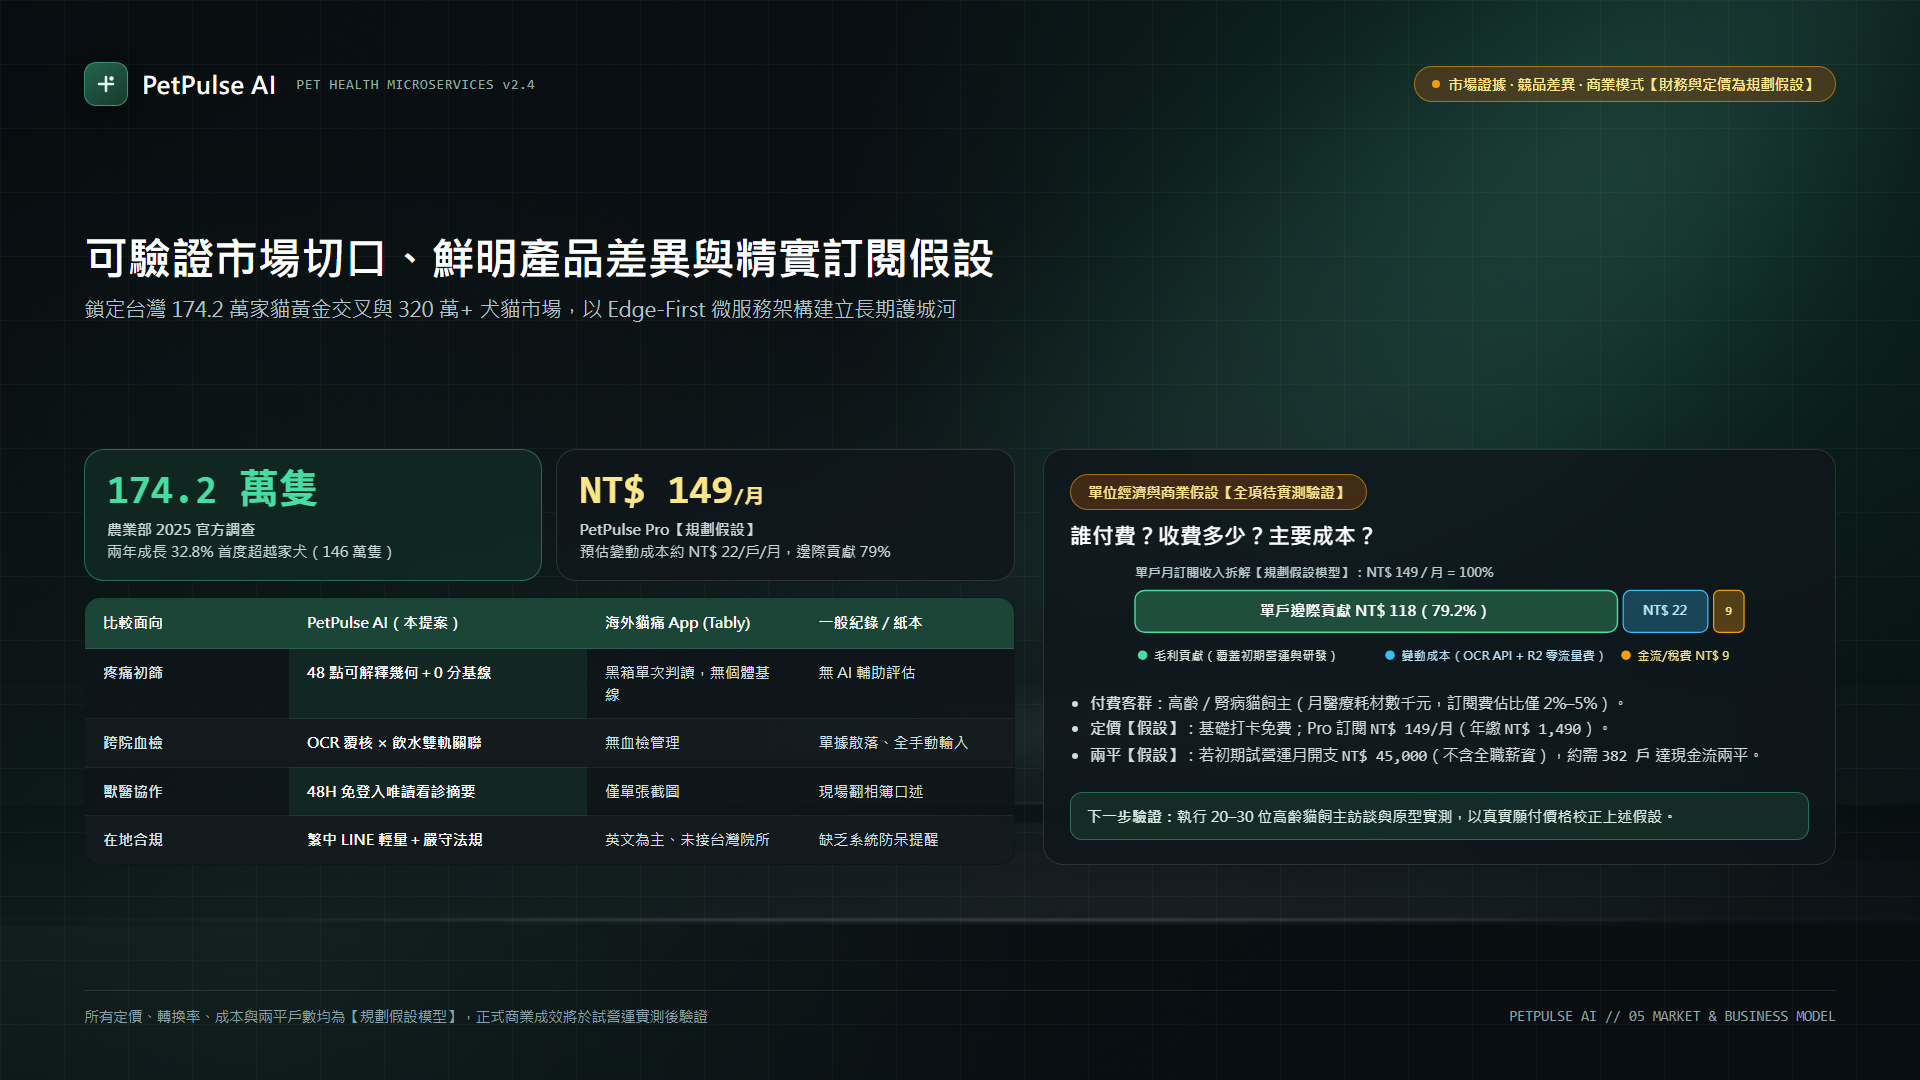 PetPulse AI
PET HEALTH MICROSERVICES v2.4
市場證據 · 競品差異 · 商業模式【財務與定價為規劃假設】
可驗證市場切口、鮮明產品差異與精實訂閱假設
鎖定台灣 174.2 萬家貓黃金交叉與 320 萬+ 犬貓市場，以 Edge-First 微服務架構建立長期護城河
174.2 萬隻
農業部 2025 官方調查
兩年成長 32.8% 首度超越家犬（146 萬隻）
NT$ 149/月
PetPulse Pro【規劃假設】
預估變動成本約 NT$ 22/戶/月，邊際貢獻 79%
比較面向 PetPulse AI（本提案） 海外貓痛 App (Tably) 一般紀錄 / 紙本
疼痛初篩 48 點可解釋幾何 + 0 分基線 黑箱單次判讀，無個體基線 無 AI 輔助評估
跨院血檢 OCR 覆核 × 飲水雙軌關聯 無血檢管理 單據散落、全手動輸入
獸醫協作 48H 免登入唯讀看診摘要 僅單張截圖 現場翻相簿口述
在地合規 繁中 LINE 輕量 + 嚴守法規 英文為主、未接台灣院所 缺乏系統防呆提醒
單位經濟與商業假設【全項待實測驗證】
誰付費？收費多少？主要成本？
單戶月訂閱收入拆解【規劃假設模型】：NT$ 149 / 月 = 100%
單戶邊際貢獻 NT$ 118（79.2%） NT$ 22 9
毛利貢獻（覆蓋初期營運與研發） 變動成本（OCR API + R2 零流量費） 金流/稅費 NT$ 9
• 付費客群：高齡 / 腎病貓飼主（月醫療耗材數千元，訂閱費佔比僅 2%–5%）。
• 定價【假設】：基礎打卡免費；Pro 訂閱 NT$ 149/月（年繳 NT$ 1,490）。
• 兩平【假設】：若初期試營運月開支 NT$ 45,000（不含全職薪資），約需 382 戶 達現金流兩平。
下一步驗證：執行 20–30 位高齡貓飼主訪談與原型實測，以真實願付價格校正上述假設。
所有定價、轉換率、成本與兩平戶數均為【規劃假設模型】，正式商業成效將於試營運實測後驗證
PETPULSE AI // 05 MARKET & BUSINESS MODEL